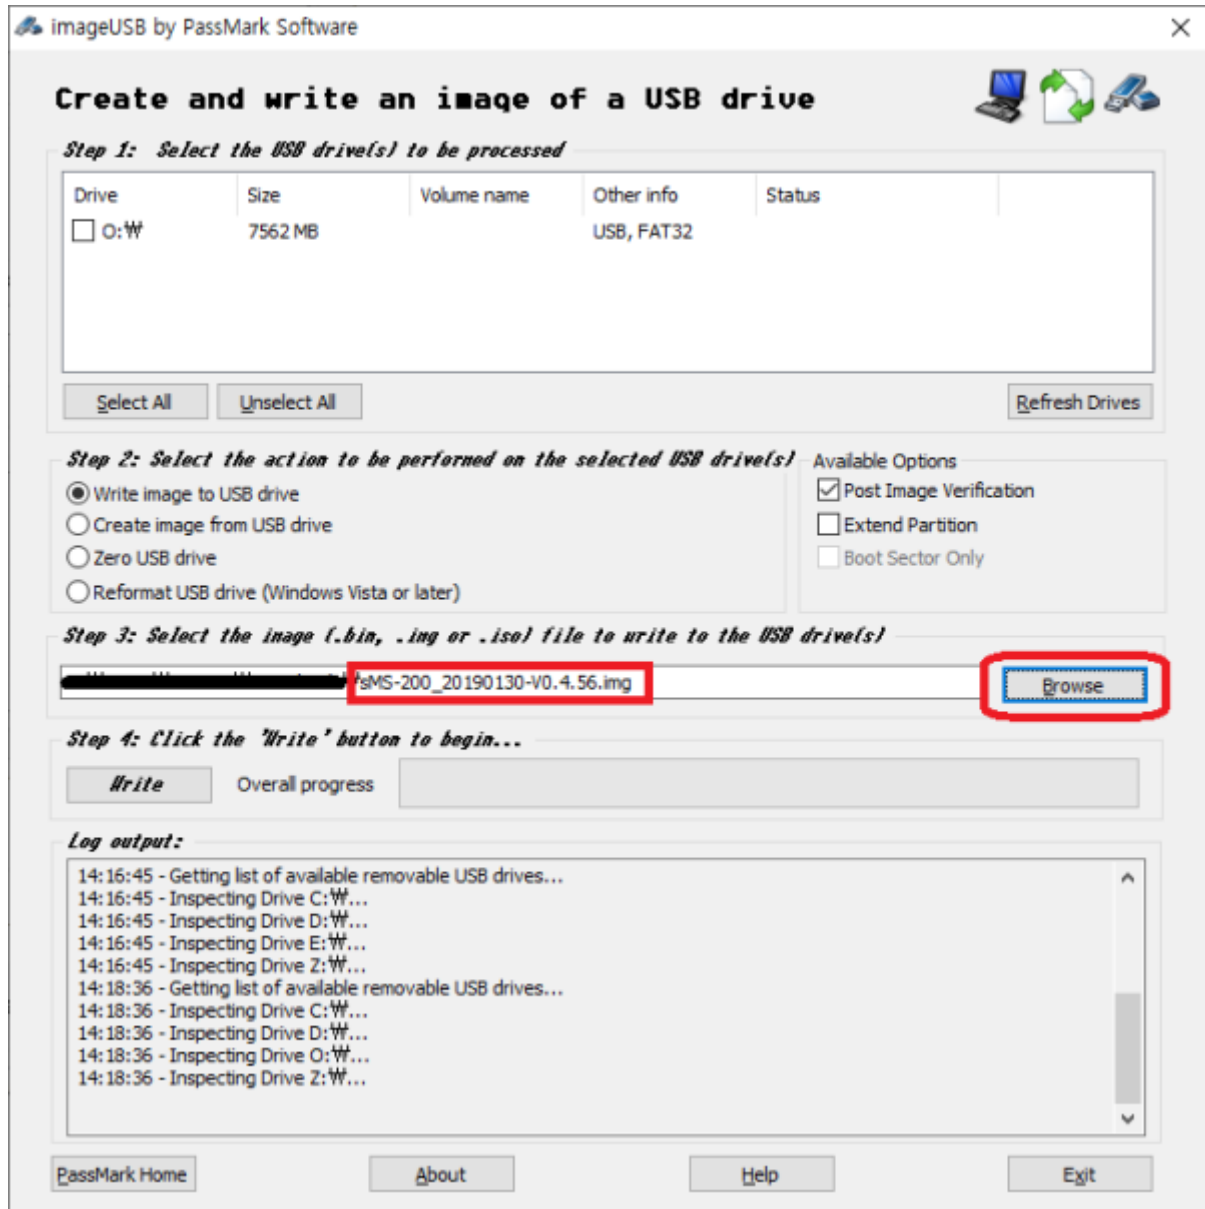 imageUSB by PassMark Software
Create and write an image of a USB drive
Step 1: Select the USB drive(s) to be processed
Drive Size Volume name Other info Status
O:₩ 7562 MB USB, FAT32
Select All Unselect All Refresh Drives
Step 2: Select the action to be performed on the selected USB drive(s) Available Options
Write image to USB drive Post Image Verification
Create image from USB drive Extend Partition
Zero USB drive Boot Sector Only
Reformat USB drive (Windows Vista or later)
Step 3: Select the image (.bin, .img or .iso) file to write to the USB drive(s)
sMS-200_20190130-V0.4.56.img Browse
Step 4: Click the 'Write' button to begin...
Write Overall progress
Log output:
14:16:45 - Getting list of available removable USB drives...
14:16:45 - Inspecting Drive C:₩...
14:16:45 - Inspecting Drive D:₩...
14:16:45 - Inspecting Drive E:₩...
14:16:45 - Inspecting Drive Z:₩...
14:18:36 - Getting list of available removable USB drives...
14:18:36 - Inspecting Drive C:₩...
14:18:36 - Inspecting Drive D:₩...
14:18:36 - Inspecting Drive O:₩...
14:18:36 - Inspecting Drive Z:₩...
PassMark Home About Help Exit